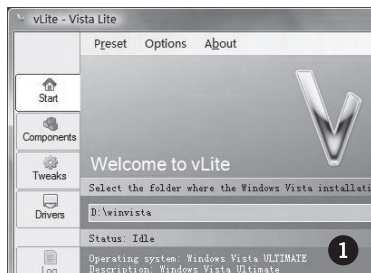 vLite - Vista Lite
Preset Options About
Start
Components
Tweaks
Drivers
Log
V
Welcome to vLite
Select the folder where the Windows Vista installati
D:\winvista
Status: Idle
Operating system: Windows Vista ULTIMATE
Description: Windows Vista Ultimate
1